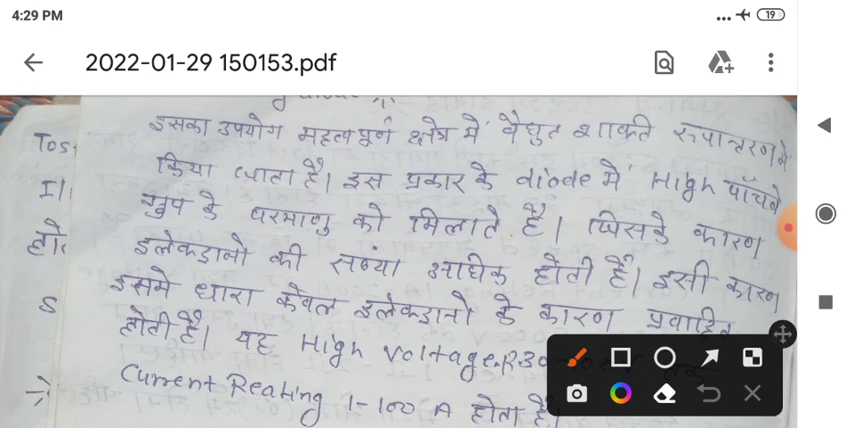 4:29 PM
19
2022-01-29 150153.pdf
इसका उपयोग महत्वपूर्ण क्षेत्र में वैधुत शाक्ति रूपान्तरण में
किया जाता है। इस प्रकार के diode में High पाँचवे
ग्रुप के परमाणु को मिलाते है। जिसके कारण
इलेक्ट्रानो की संख्या अधिक होती हैं। इसी कारण
इसमे धारा केवल इलेक्ट्रानो के कारण प्रवाहित
होती हैं। यह High Voltage
Current Reating 1-100 A होता है